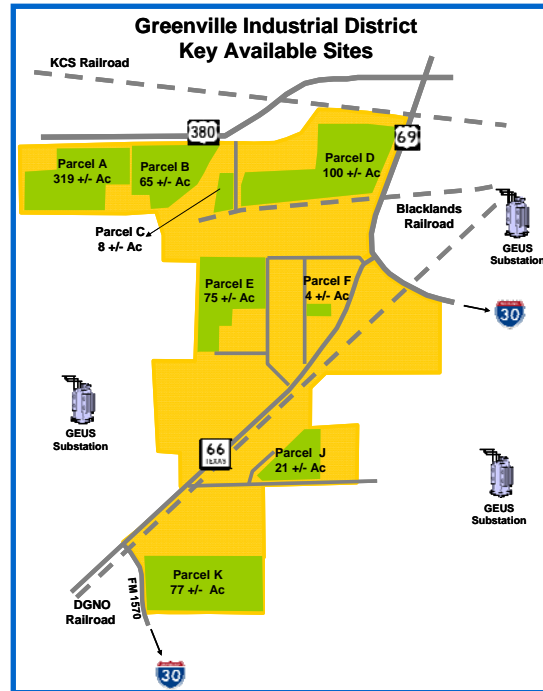 Greenville Industrial District
Key Available Sites
KCS Railroad
380
69
Parcel A
319 +/- Ac
Parcel B
65 +/- Ac
Parcel D
100 +/- Ac
Parcel C
8 +/- Ac
Blacklands
Railroad
GEUS
Substation
Parcel E
75 +/- Ac
Parcel F
4 +/- Ac
30
GEUS
Substation
66
TEXAS
Parcel J
21 +/- Ac
GEUS
Substation
Parcel K
77 +/- Ac
FM 1570
DGNO
Railroad
30